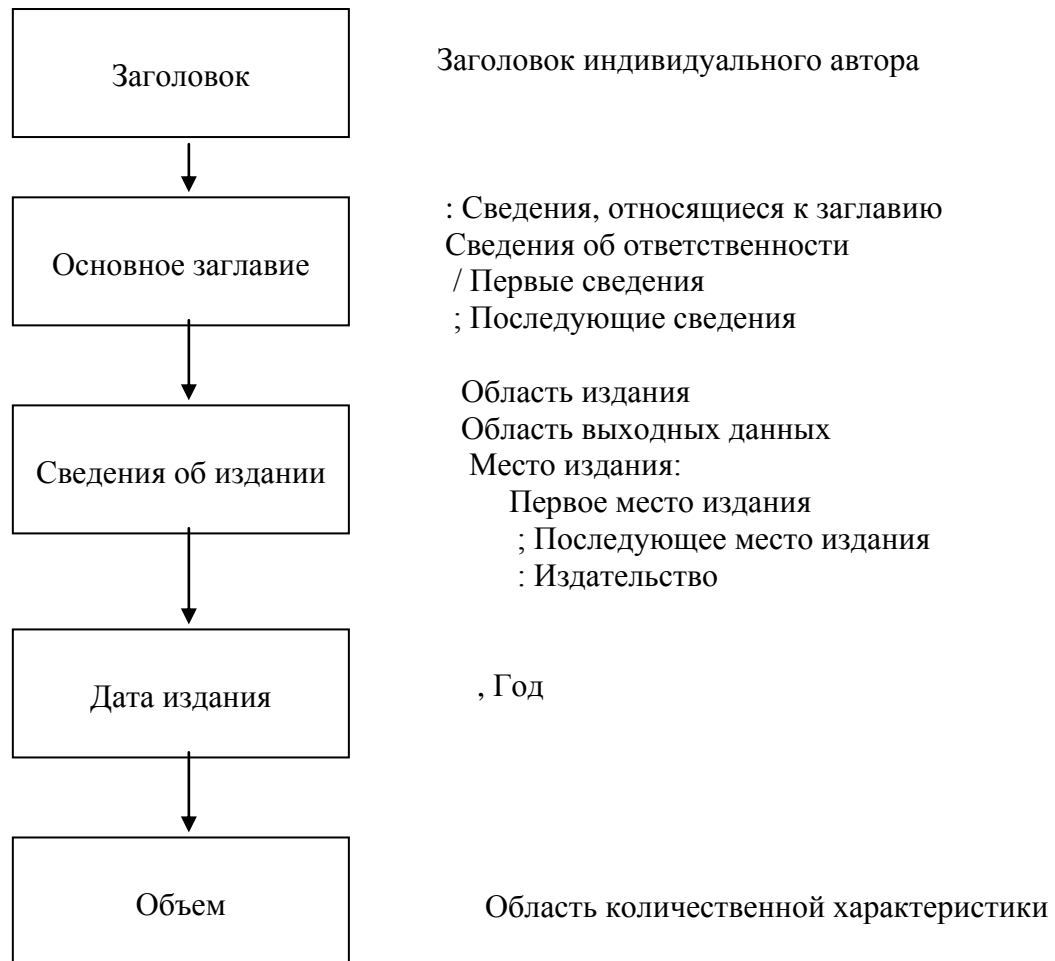 Заголовок
Заголовок индивидуального автора
Основное заглавие
: Сведения, относящиеся к заглавию
Сведения об ответственности
/ Первые сведения
; Последующие сведения
Сведения об издании
Область издания
Область выходных данных
Место издания:
Первое место издания
; Последующее место издания
: Издательство
Дата издания
, Год
Объем
Область количественной характеристики